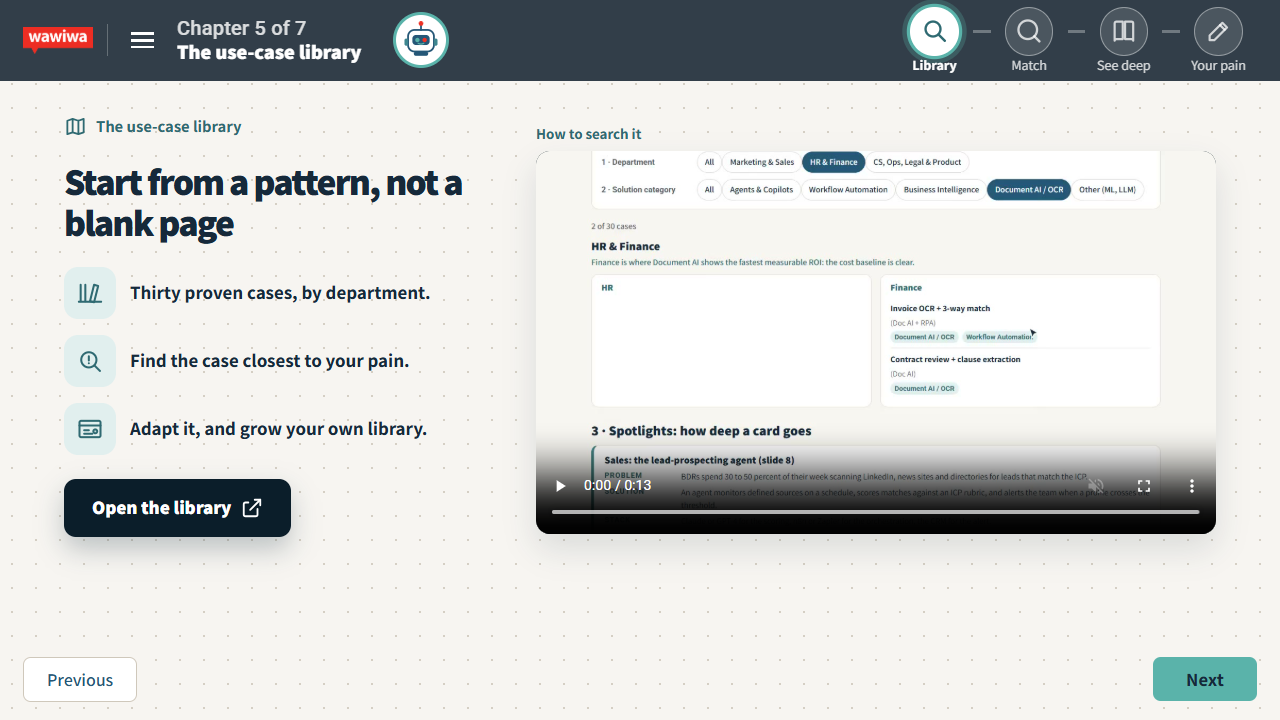 wawiwa
Chapter 5 of 7
The use-case library
Library
Match
See deep
Your pain
The use-case library
Start from a pattern, not a
blank page
Thirty proven cases, by department.
Find the case closest to your pain.
Adapt it, and grow your own library.
Open the library
How to search it
1 · Department
All
Marketing & Sales
HR & Finance
CS, Ops, Legal & Product
2 · Solution category
All
Agents & Copilots
Workflow Automation
Business Intelligence
Document AI / OCR
Other (ML, LLM)
2 of 30 cases
HR & Finance
Finance is where Document AI shows the fastest measurable ROI: the cost baseline is clear.
HR
Finance
Invoice OCR + 3-way match
(Doc AI + RPA)
Document AI / OCR
Workflow Automation
Contract review + clause extraction
(Doc AI)
Document AI / OCR
3 · Spotlights: how deep a card goes
Sales: the lead-prospecting agent (slide 8)
PROBLEM
BDRs spend 30 to 50 percent of their week scanning LinkedIn, news sites and directories for leads that match the ICP.
SOLUTION
An agent monitors defined sources on a schedule, scores matches against an ICP rubric, and alerts the team when a phone crosses
0:00 / 0:13
Previous
Next